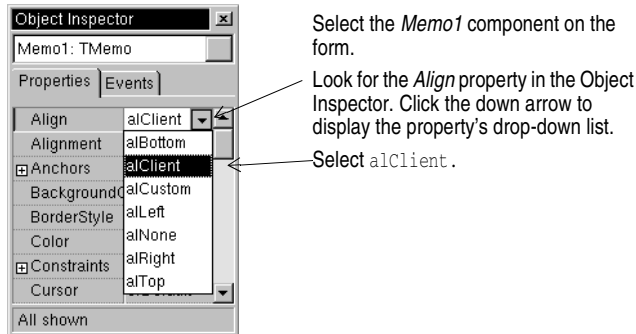 Object Inspector
Memo1: TMemo
Properties Events
Align alClient
Alignment alBottom
Anchors alClient
Background alCustom
BorderStyle alLeft
Color alNone
Constraints alRight
Cursor alTop
All shown
Select the Memo1 component on the
form.
Look for the Align property in the Object
Inspector. Click the down arrow to
display the property's drop-down list.
Select alClient.